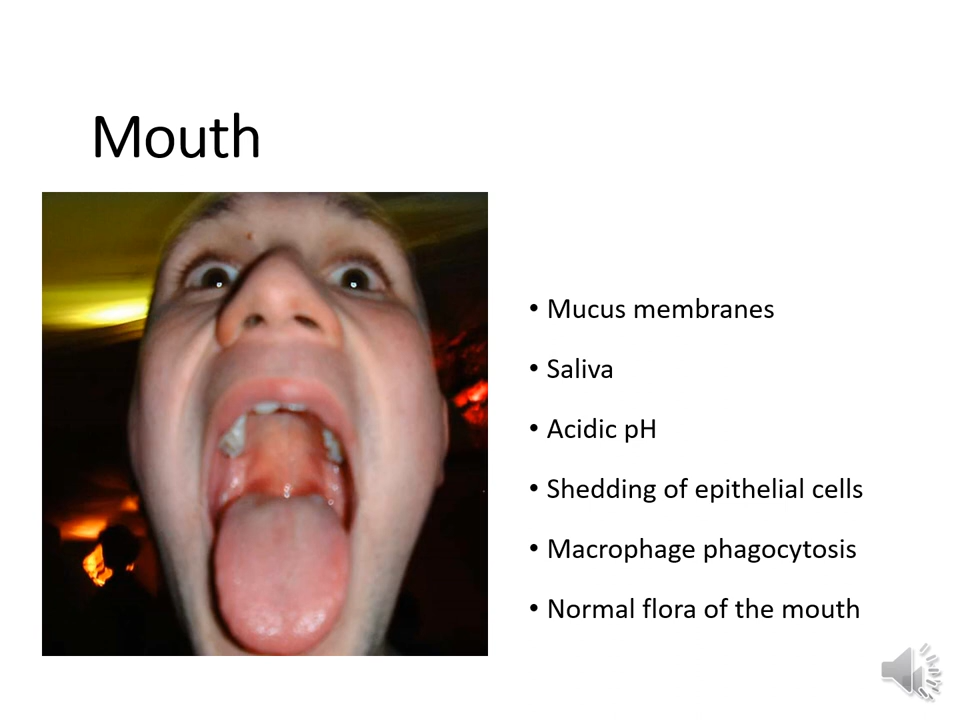 Mouth
• Mucus membranes
• Saliva
• Acidic pH
• Shedding of epithelial cells
• Macrophage phagocytosis
• Normal flora of the mouth